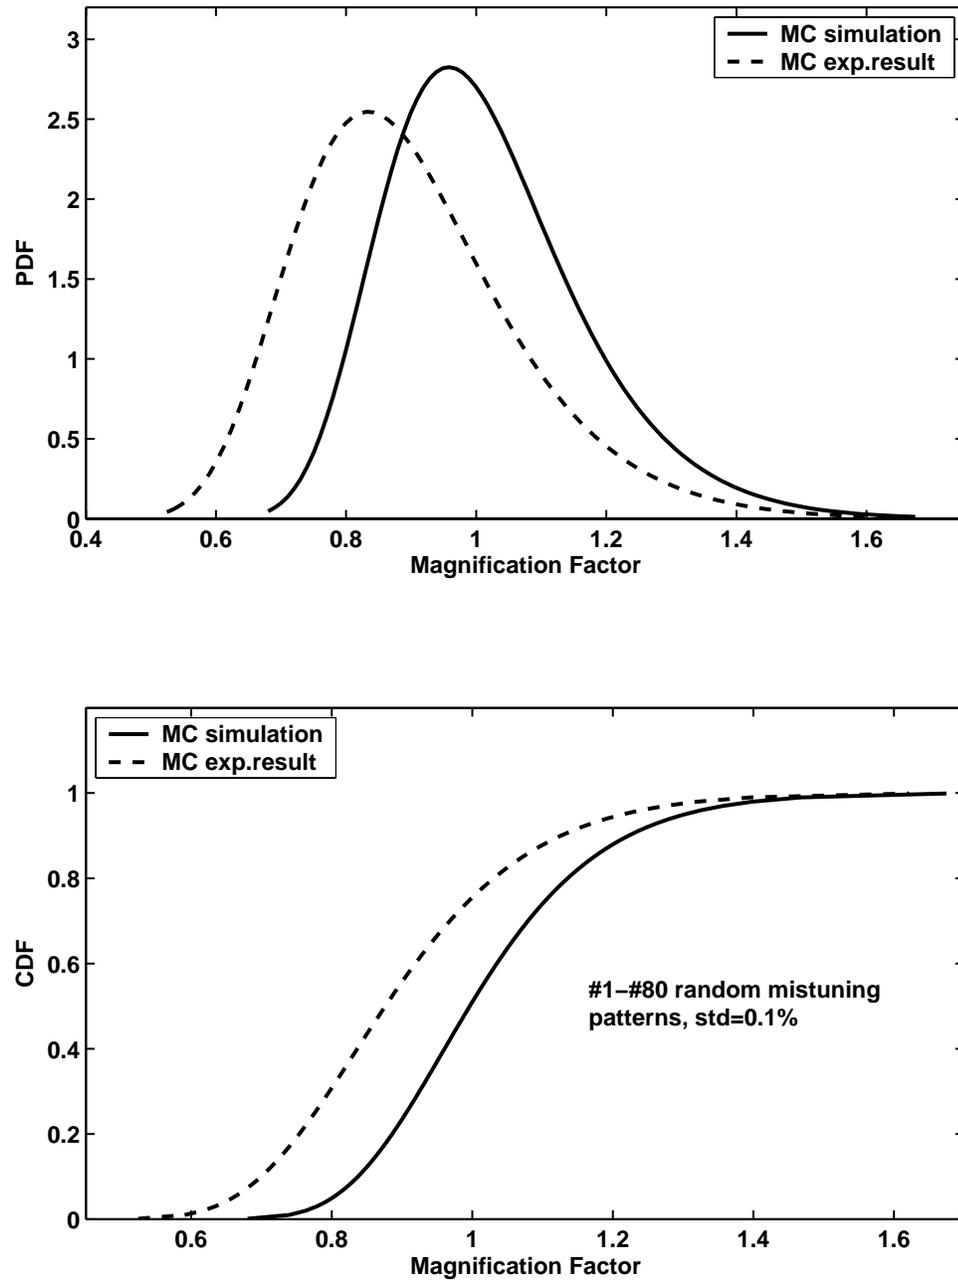 MC simulation
MC exp.result
3
2.5
2
1.5
1
0.5
0
PDF
0.4 0.6 0.8 1 1.2 1.4 1.6
Magnification Factor
MC simulation
MC exp.result
1
0.8
0.6
0.4
0.2
0
CDF
#1–#80 random mistuning
patterns, std=0.1%
0.6 0.8 1 1.2 1.4 1.6
Magnification Factor